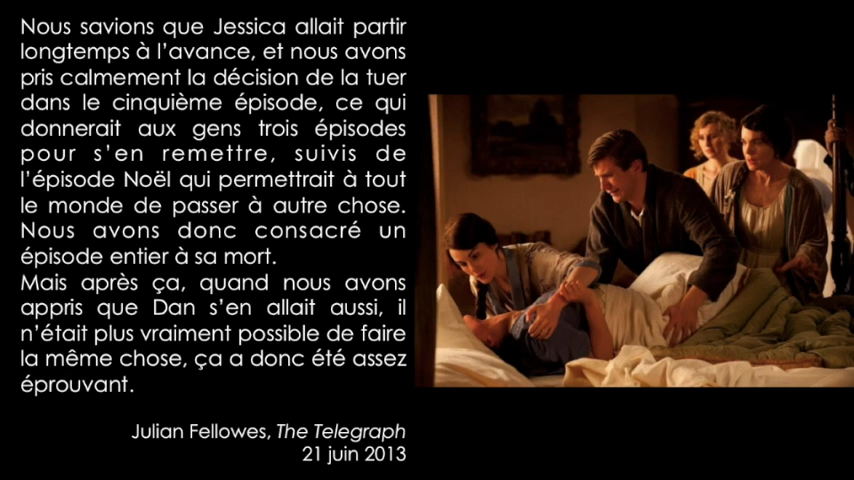 Nous savions que Jessica allait partir
longtemps à l’avance, et nous avons
pris calmement la décision de la tuer
dans le cinquième épisode, ce qui
donnerait aux gens trois épisodes
pour s’en remettre, suivis de
l’épisode Noël qui permettrait à tout
le monde de passer à autre chose.
Nous avons donc consacré un
épisode entier à sa mort.
Mais après ça, quand nous avons
appris que Dan s’en allait aussi, il
n’était plus vraiment possible de faire
la même chose, ça a donc été assez
éprouvant.
Julian Fellowes, The Telegraph
21 juin 2013